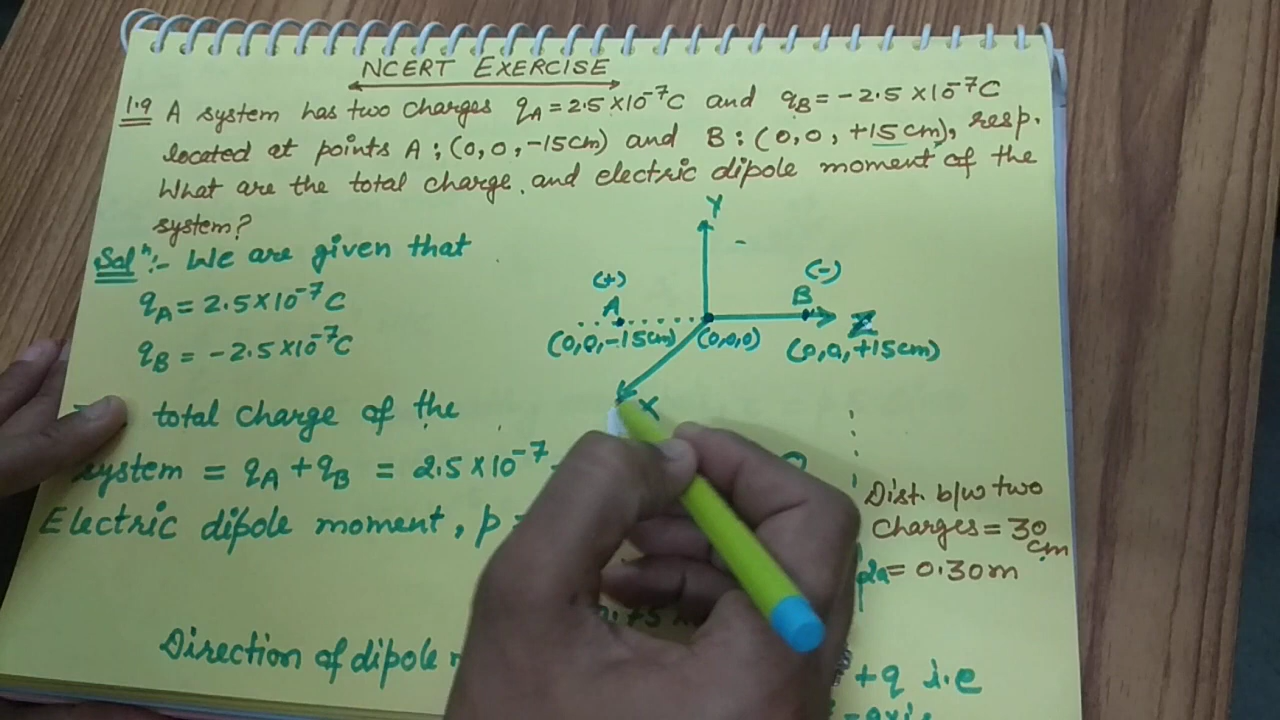 NCERT EXERCISE
1.9 A system has two charges qA = 2.5 × 10⁻⁷C and qB = -2.5 × 10⁻⁷C
located at points A : (0, 0, -15cm) and B : (0, 0, +15cm), resp.
What are the total charge and electric dipole moment of the
system?
Solⁿ :- We are given that
qA = 2.5 × 10⁻⁷C
qB = -2.5 × 10⁻⁷C
Y
(+) (-)
A B
Z
(0,0,-15cm) (0,0,0) (0,0,+15cm)
X
total charge of the
system = qA + qB = 2.5 × 10⁻⁷
Electric dipole moment, p
Dist. b/w two
charges = 30
cm
2a = 0.30m
Direction of dipole
+q i.e